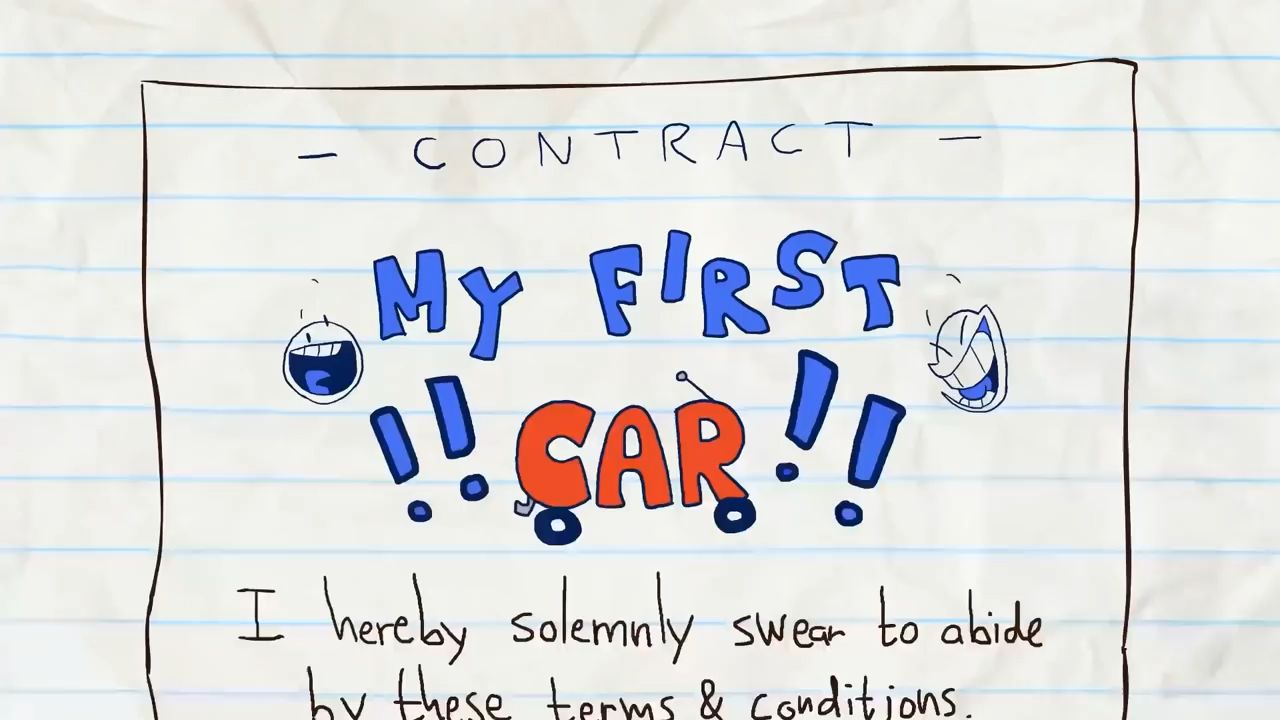 - CONTRACT -
MY FIRST
!! CAR !!
I hereby solemnly swear to abide
by these terms & conditions.